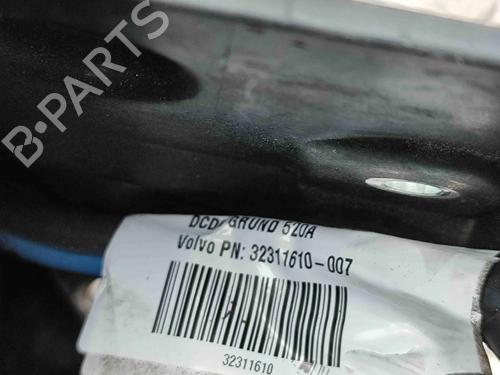 B-PARTS
DCD/ GRUND 520A
Volvo PN: 32311610-007
32311610